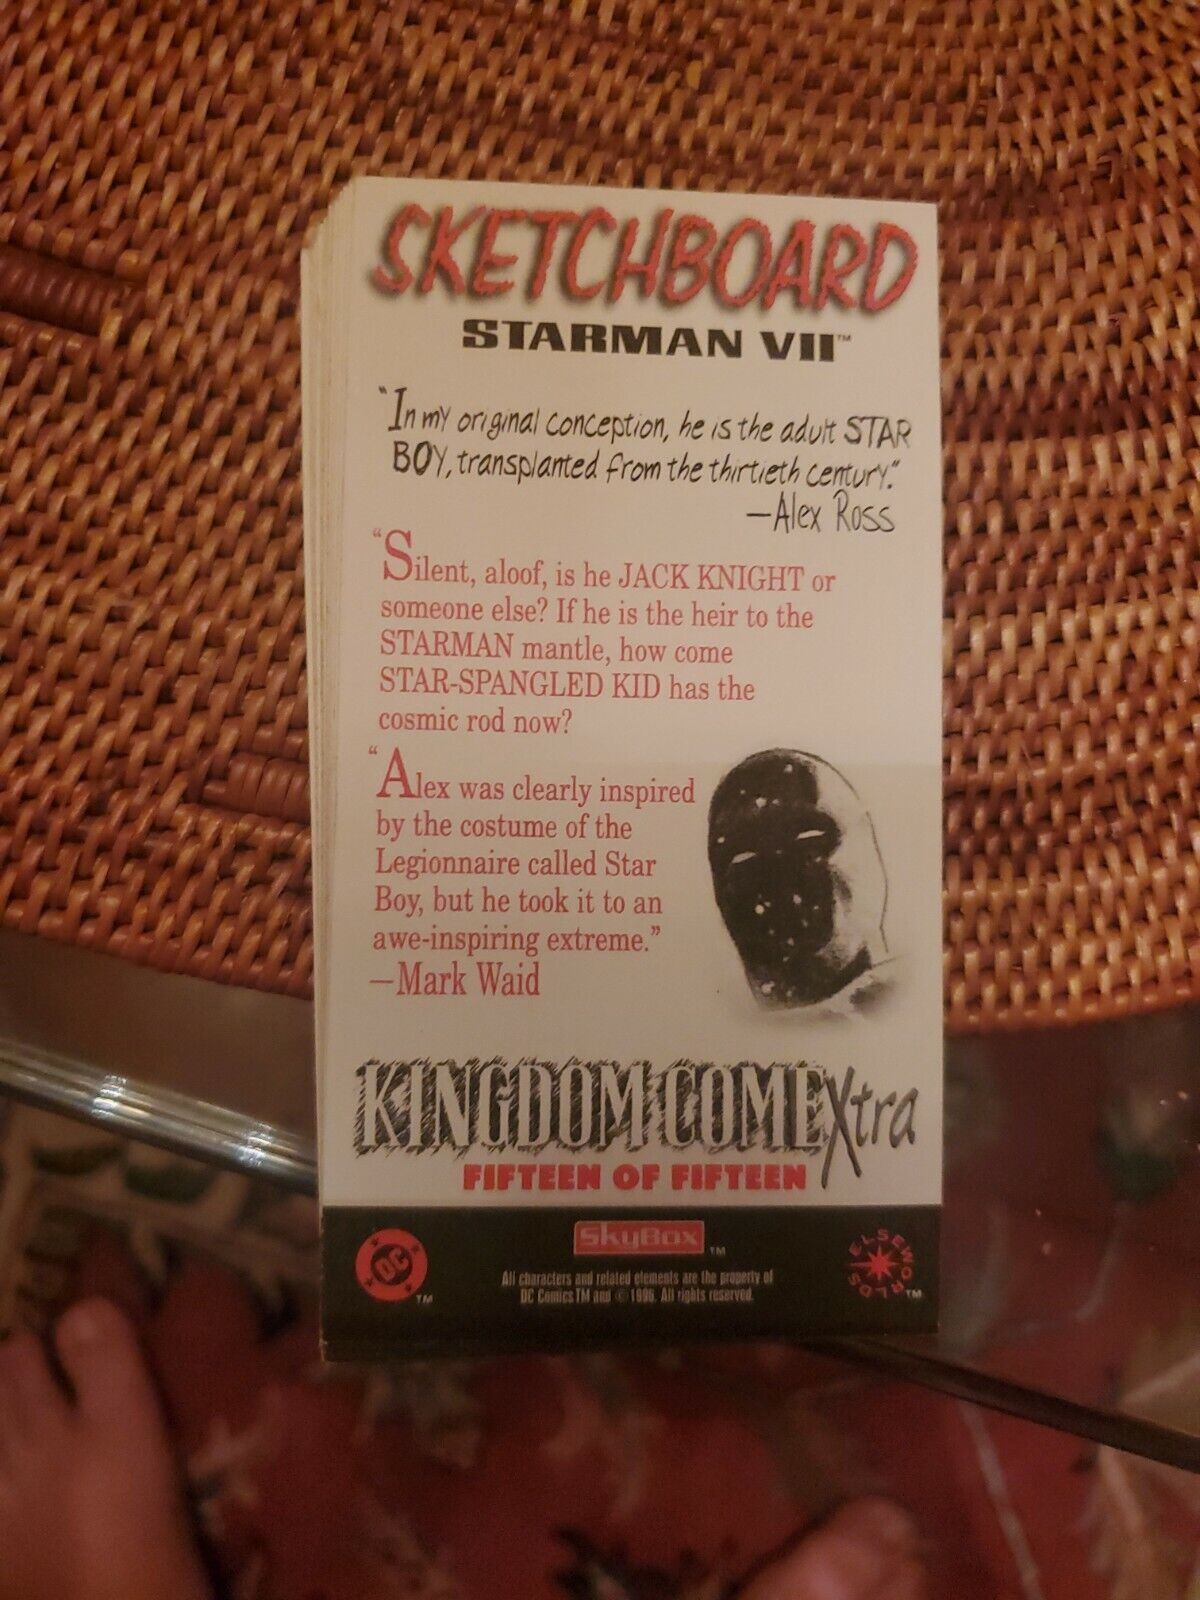 SKETCHBOARD
STARMAN VII™
"In my original conception, he is the adult STAR
BOY, transplanted from the thirtieth century."
—Alex Ross
"Silent, aloof, is he JACK KNIGHT or
someone else? If he is the heir to the
STARMAN mantle, how come
STAR-SPANGLED KID has the
cosmic rod now?
"Alex was clearly inspired
by the costume of the
Legionnaire called Star
Boy, but he took it to an
awe-inspiring extreme."
—Mark Waid
KINGDOM COME Xtra
FIFTEEN OF FIFTEEN
DC™
SkyBox™
All characters and related elements are the property of
DC Comics TM and © 1996. All rights reserved.
ELSEWORLDS™